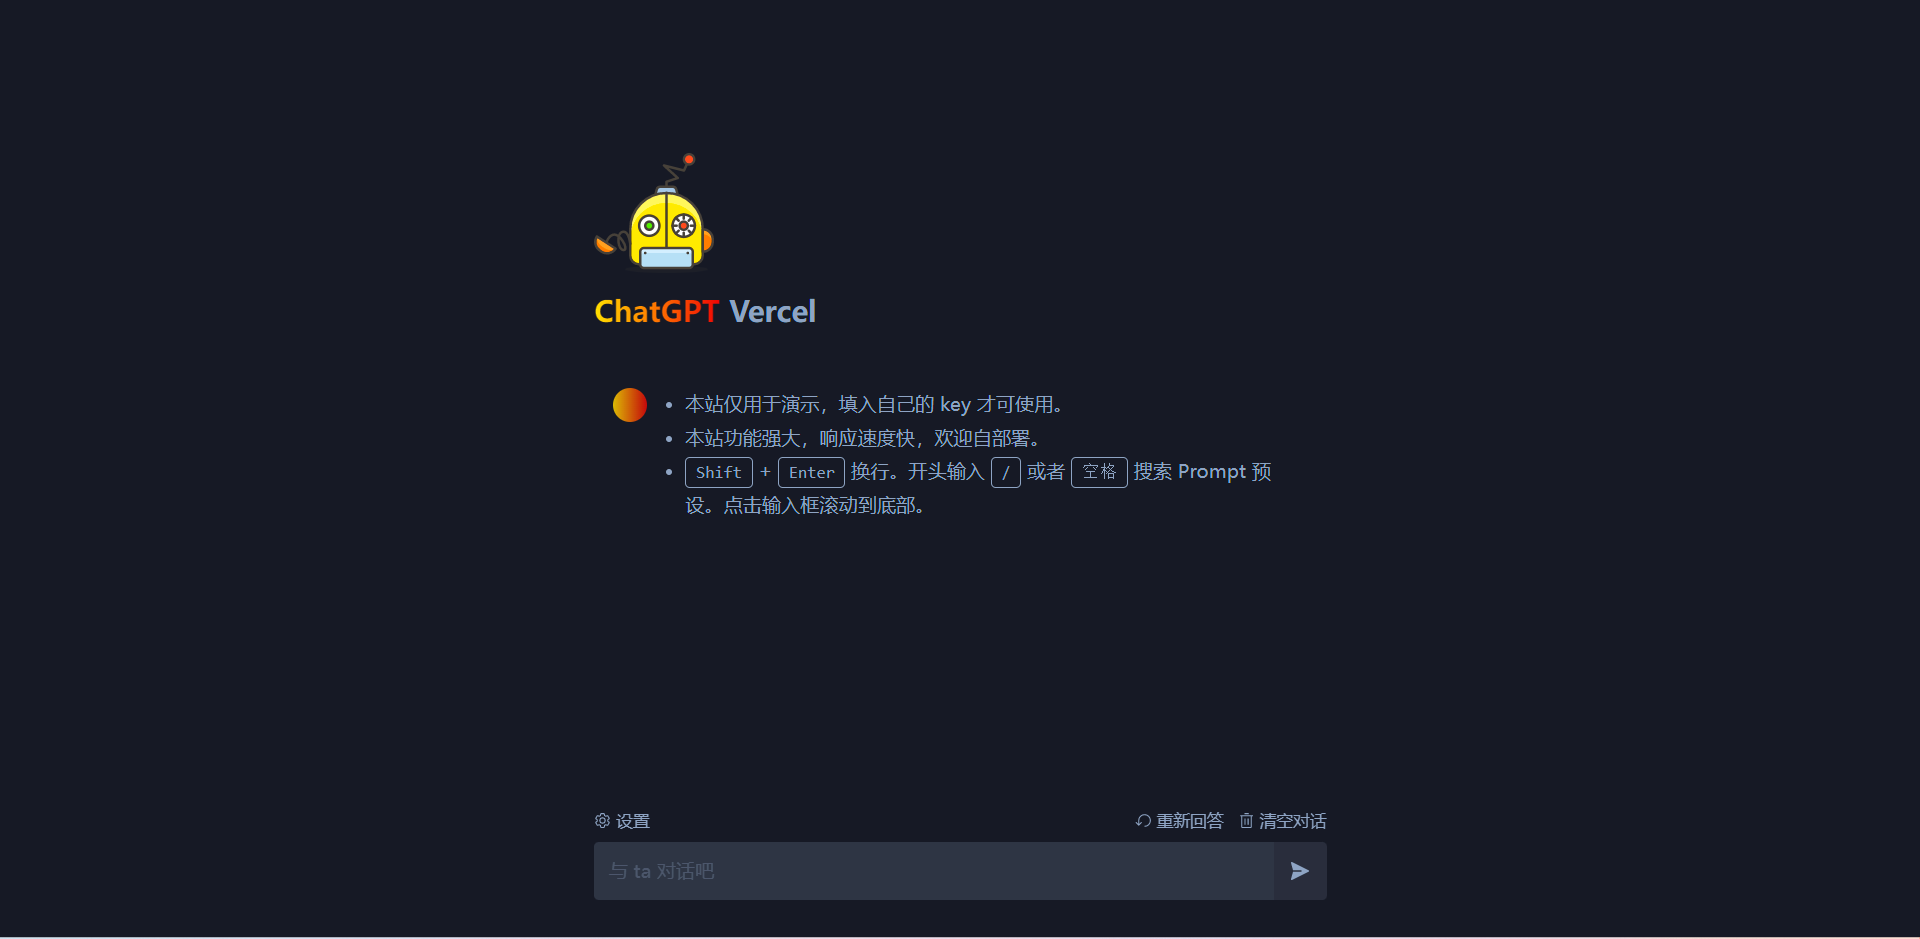 ChatGPT Vercel
本站仅用于演示，填入自己的 key 才可使用。
本站功能强大，响应速度快，欢迎自部署。
Shift + Enter 换行。开头输入 / 或者 空格 搜索 Prompt 预
设。点击输入框滚动到底部。
设置 重新回答 清空对话
与 ta 对话吧